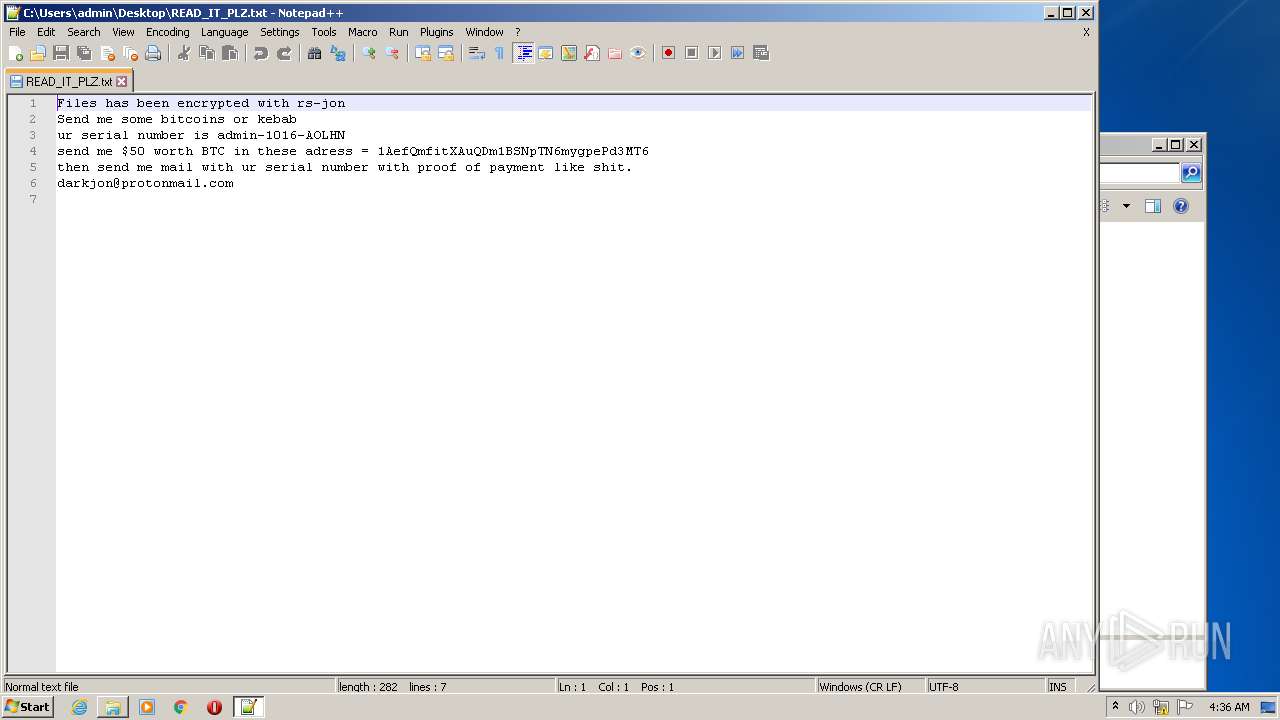 C:\Users\admin\Desktop\READ_IT_PLZ.txt - Notepad++
File Edit Search View Encoding Language Settings Tools Macro Run Plugins Window ? X
READ_IT_PLZ.txt
1 Files has been encrypted with rs-jon
2 Send me some bitcoins or kebab
3 ur serial number is admin-1016-AOLHN
4 send me $50 worth BTC in these adress = 1AefQmfitXAuQDm1BSNpTN6mygpePd3MT6
5 then send me mail with ur serial number with proof of payment like shit.
6 darkjon@protonmail.com
7
ANY RUN
Normal text file length : 282 lines : 7 Ln : 1 Col : 1 Pos : 1 Windows (CR LF) UTF-8 INS
Start 4:36 AM